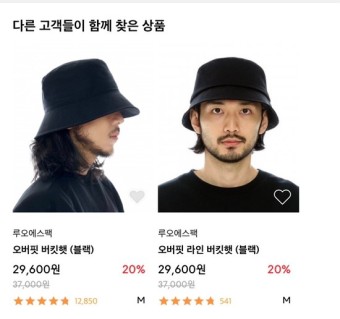 다른 고객들이 함께 찾은 상품
루오에스팩
오버핏 버킷햇 (블랙)
29,600원 20%
37,000원
12,850 M
루오에스팩
오버핏 라인 버킷햇 (블랙)
29,600원 20%
37,000원
541 M